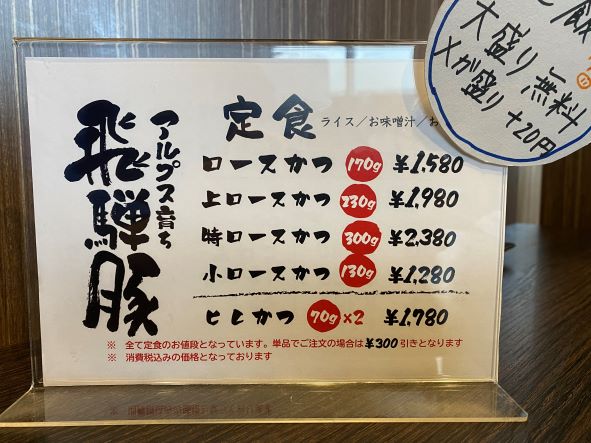 アルプス育ち
飛騨豚
定食 ライス／お味噌汁／お
ロースかつ 170g ¥1,580
上ロースかつ 230g ¥1,980
特ロースかつ 300g ¥2,380
小ロースかつ 130g ¥1,280
ヒレかつ 70g×2 ¥1,780
※ 全て定食のお値段となっています。単品でご注文の場合は¥300引きとなります
※ 消費税込みの価格となっております
ご飯
大盛り無料
メガ盛り+20円